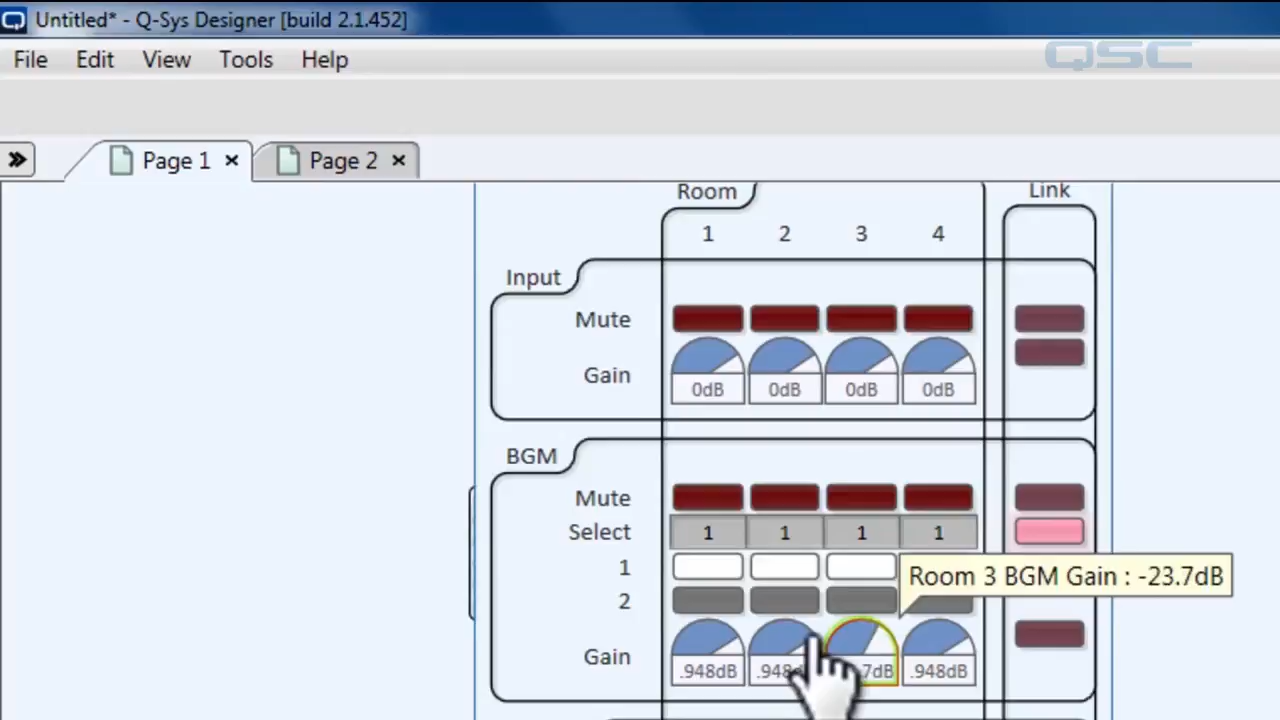 Untitled* - Q-Sys Designer [build 2.1.452]
File Edit View Tools Help
QSC
Page 1 Page 2
Room Link
1 2 3 4
Input
Mute
Gain
0dB 0dB 0dB 0dB
BGM
Mute
Select 1 1 1 1
1
Room 3 BGM Gain : -23.7dB
2
Gain
.948dB .948 .7dB .948dB